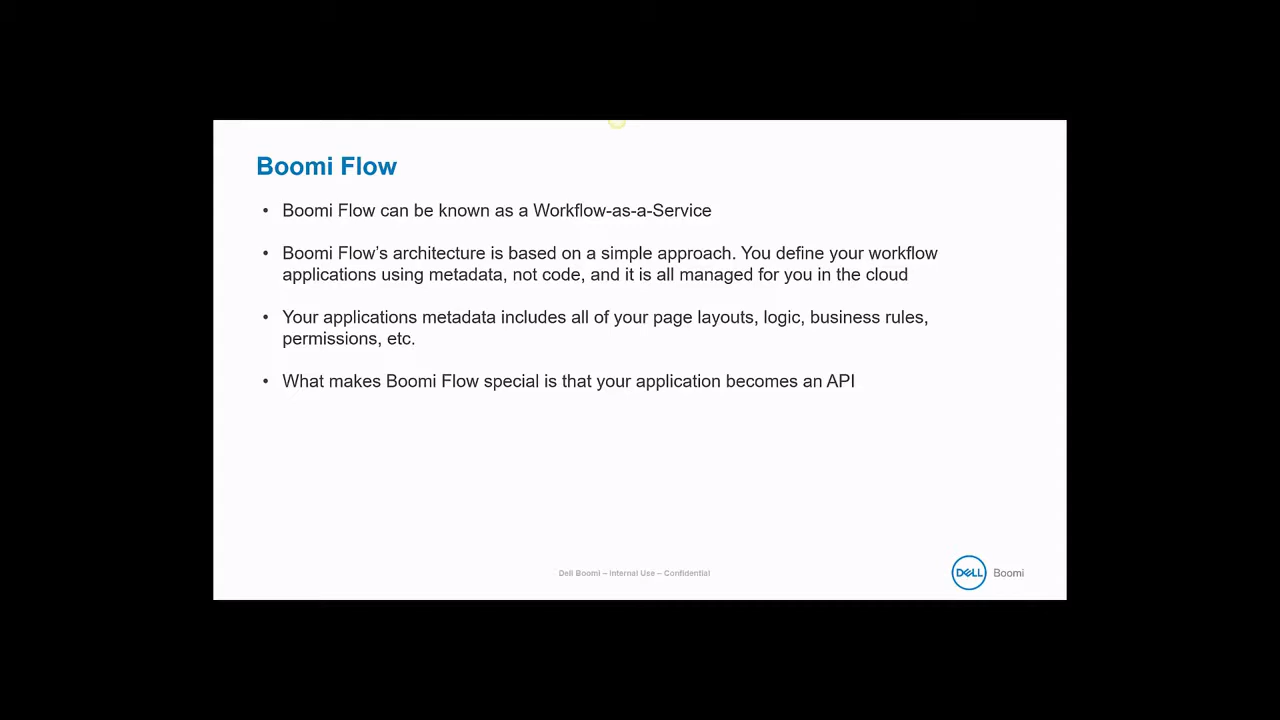 Boomi Flow
• Boomi Flow can be known as a Workflow-as-a-Service
• Boomi Flow’s architecture is based on a simple approach. You define your workflow
applications using metadata, not code, and it is all managed for you in the cloud
• Your applications metadata includes all of your page layouts, logic, business rules,
permissions, etc.
• What makes Boomi Flow special is that your application becomes an API
Dell Boomi – Internal Use – Confidential
DELL Boomi